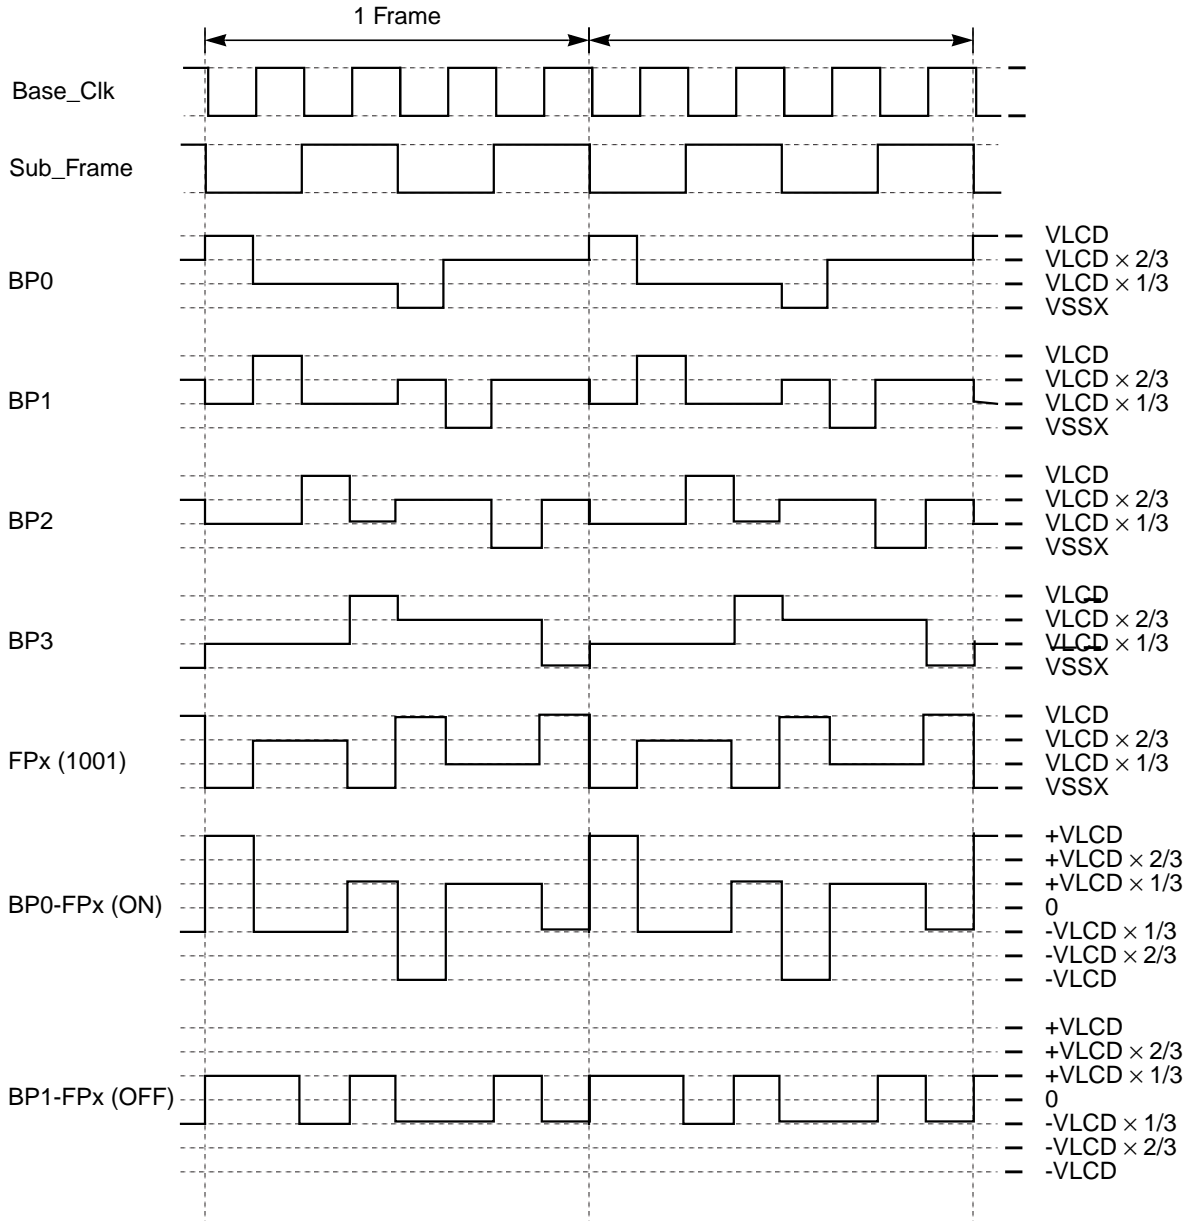 1 Frame
Base_Clk
Sub_Frame
BP0
VLCD
VLCD × 2/3
VLCD × 1/3
VSSX
BP1
VLCD
VLCD × 2/3
VLCD × 1/3
VSSX
BP2
VLCD
VLCD × 2/3
VLCD × 1/3
VSSX
BP3
VLCD
VLCD × 2/3
VLCD × 1/3
VSSX
FPx (1001)
VLCD
VLCD × 2/3
VLCD × 1/3
VSSX
BP0-FPx (ON)
+VLCD
+VLCD × 2/3
+VLCD × 1/3
0
-VLCD × 1/3
-VLCD × 2/3
-VLCD
BP1-FPx (OFF)
+VLCD
+VLCD × 2/3
+VLCD × 1/3
0
-VLCD × 1/3
-VLCD × 2/3
-VLCD